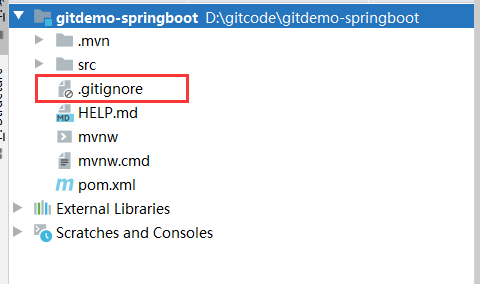 gitdemo-springboot D:\gitcode\gitdemo-springboot
.mvn
src
.gitignore
HELP.md
mvnw
mvnw.cmd
pom.xml
External Libraries
Scratches and Consoles